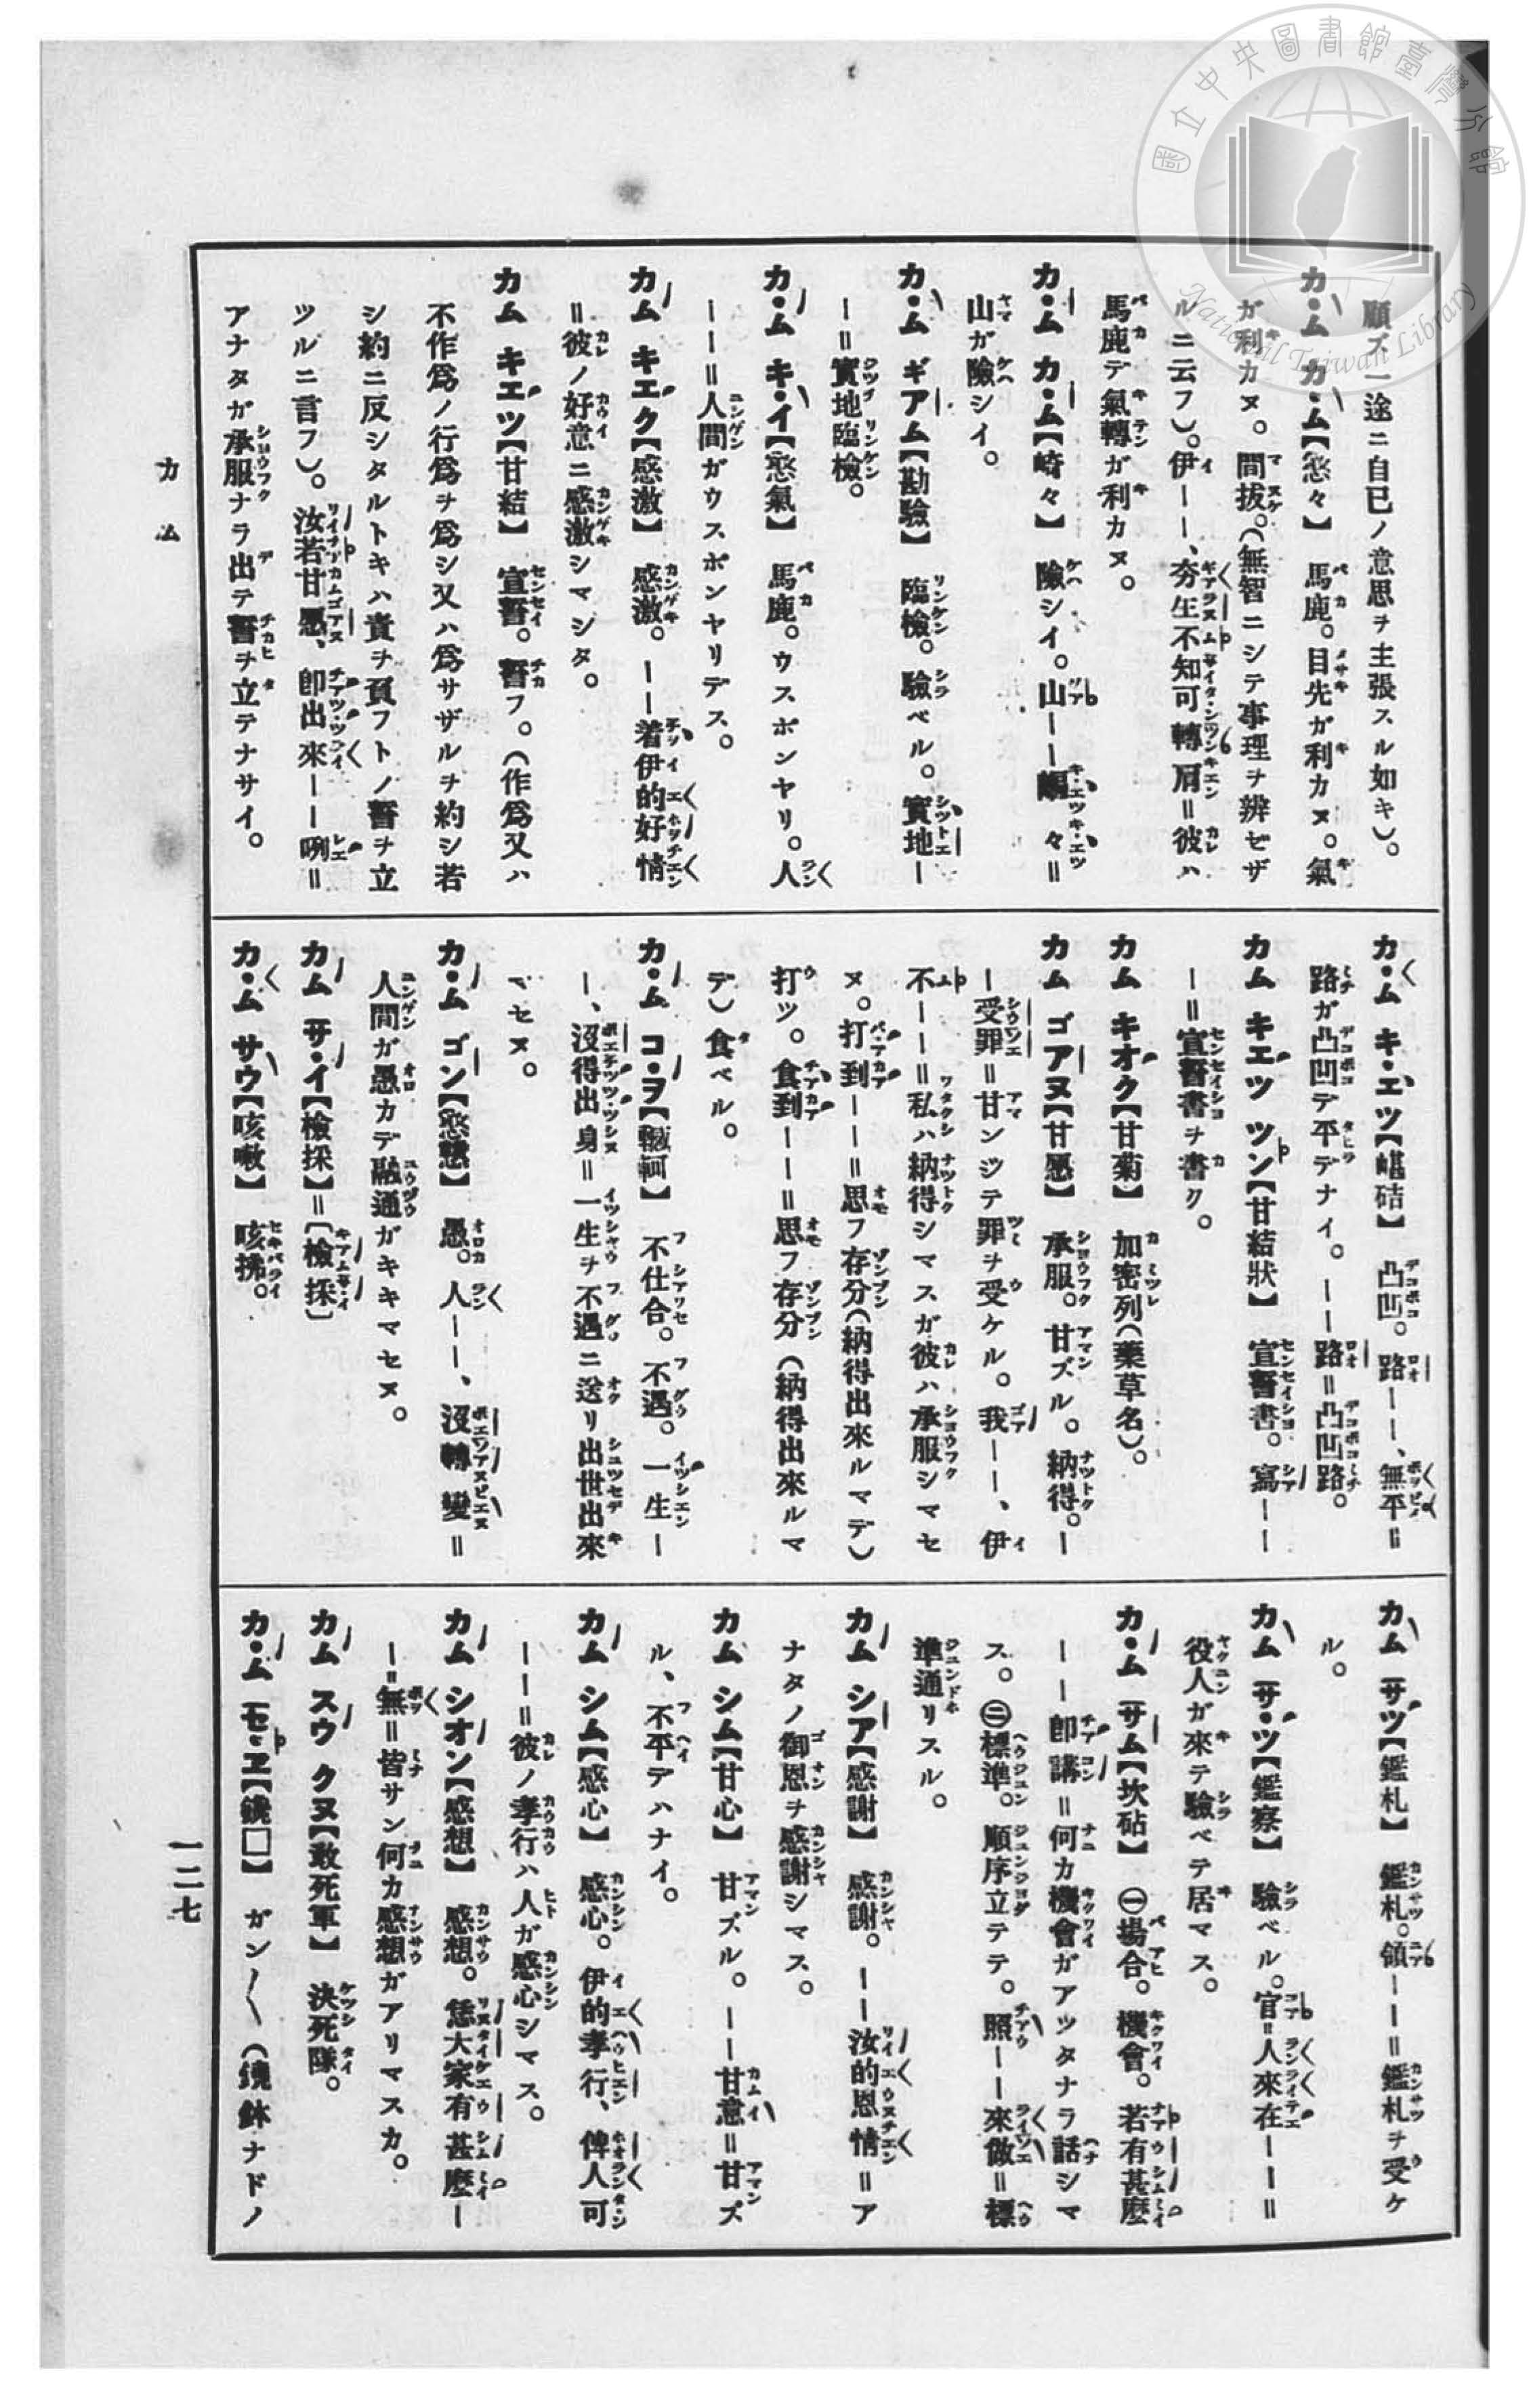 願ズ一途ニ自己ノ意思ヲ主張スル如キ)。
カ・ム カ・ム【憨々】 馬鹿。目先ガ利カヌ。氣
ガ利カヌ。間拔。(無智ニシテ事理ヲ辨ゼザ
ルニ云フ)。伊ーー、夯生不知可轉肩＝彼ハ
馬鹿デ氣轉ガ利カヌ。
カ・ム カ・ム【崎々】 險シイ。山ーー 々＝
山ガ險シイ。
カ・ム ギアム【勘驗】 臨檢。驗ベル。實地ー
ー＝實地臨檢。
カ・ム キ・イ【憨氣】 馬鹿。ウスボンヤリ。人
ーー＝人間ガウスボンヤリデス。
カム キエク【感激】 感激。ーー着伊的好情
＝彼ノ好意ニ感激シマシタ。
カム キエツ【甘結】 宣誓。誓フ。(作爲又ハ
不作爲ノ行爲ヲ爲シ又ハ爲サザルヲ約シ若
シ約ニ反シタルトキハ責ヲ負フトノ誓ヲ立
ツルニ言フ)。汝若甘愿、卽出來ーー咧＝
アナタガ承服ナラ出テ誓ヲ立テナサイ。
カ・ム キ・エツ【嵁硈】 凸凹。路ーー、無平＝
路ガ凸凹デ平デナイ。ーー路＝凸凹路。
カム キエツ ツン【甘結狀】 宣誓書。寫ーー
ー＝宣誓書ヲ書ク。
カム キオク【甘菊】 加密列(藥草名)。
カム ゴアヌ【甘愿】 承服。甘ズル。納得。ー
ー受罪＝甘ンジテ罪ヲ受ケル。我ーー、伊
不ーー＝私ハ納得シマスガ彼ハ承服シマセ
ヌ。打到ーー＝思フ存分(納得出來ルマデ)
打ツ。食到ーー＝思フ存分(納得出來ルマ
デ)食ベル。
カ・ム コ・ヲ【轗軻】 不仕合。不遇。一生ー
ー、沒得出身＝一生ヲ不遇ニ送リ出世出來
マセヌ。
カ・ム ゴン【憨戇】 愚。人ーー、沒轉變＝
人間ガ愚カデ融通ガキキマセヌ。
カム サ・イ【檢採】＝〔檢採〕
カ・ム サウ【咳嗽】 咳拂。
カム サツ【鑑札】 鑑札。領ーー＝鑑札ヲ受ケ
ル。
カム サ・ツ【鑑察】 驗ベル。官＝人來在ーー＝
役人ガ來テ驗ベテ居マス。
カ・ム サム【坎砧】 ㊀場合。機會。若有甚麼
ーー卽講＝何カ機會ガアツタナラ話シマ
ス。㊁標準。順序立テテ。照ーー來做＝標
準通リスル。
カム シア【感謝】 感謝。ーー汝的恩情＝ア
ナタノ御恩ヲ感謝シマス。
カム シム【甘心】 甘ズル。ーー甘意＝甘ズ
ル、不平デハナイ。
カム シム【感心】 感心。伊的孝行、俾人可
ーー＝彼ノ孝行ハ人ガ感心シマス。
カム シオン【感想】 感想。恁大家有甚麼ー
ー＝無＝皆サン何カ感想ガアリマスカ。
カム スウ クヌ【敢死軍】 決死隊。
カ・ム セ・ヱ【鐃□】 ガン〱(鐃鉢ナドノ
カム
一二七
國立中央圖書館臺灣分館
National Taiwan Library